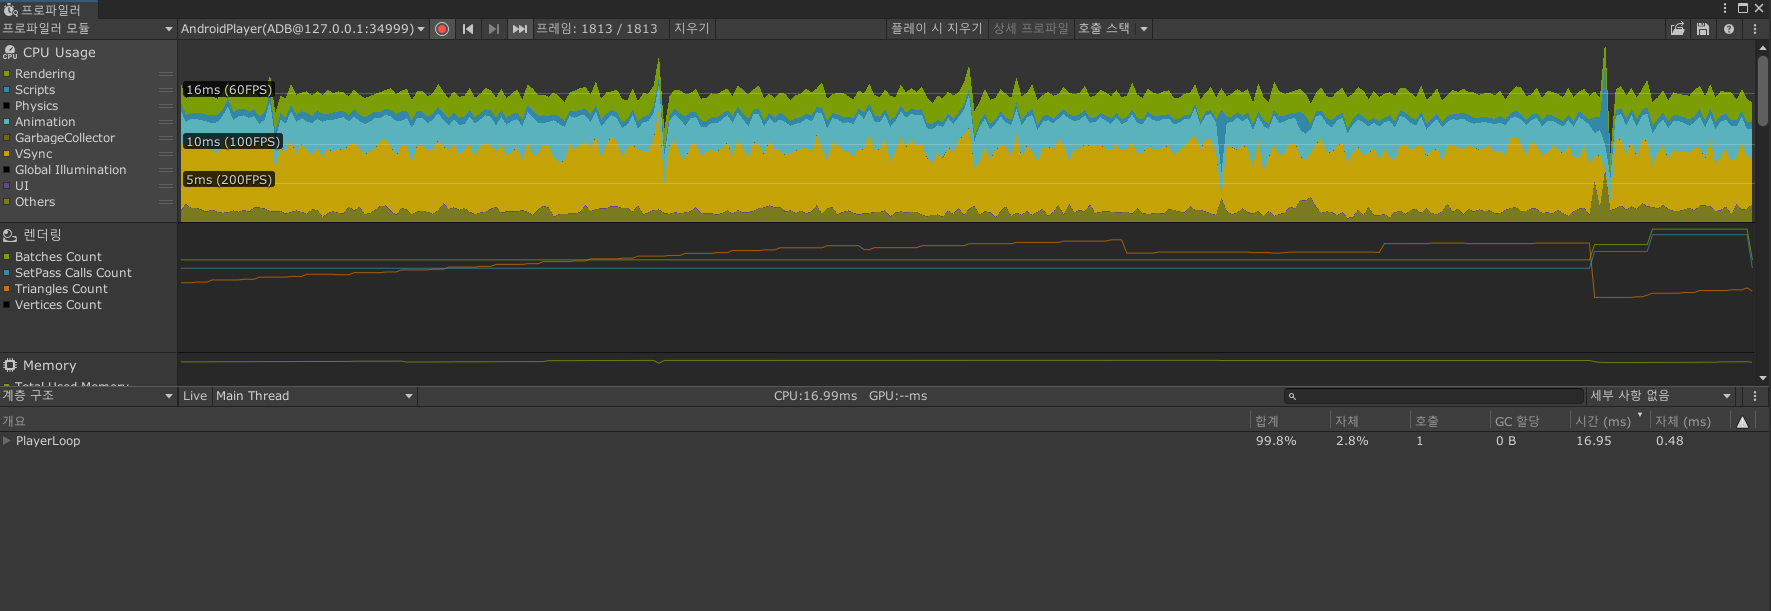 프로파일러
프로파일러 모듈
AndroidPlayer(ADB@127.0.0.1:34999)
프레임: 1813 / 1813
지우기
플레이 시 지우기
상세 프로파일
호출 스택
CPU Usage
Rendering
Scripts
Physics
Animation
GarbageCollector
VSync
Global Illumination
UI
Others
16ms (60FPS)
10ms (100FPS)
5ms (200FPS)
렌더링
Batches Count
SetPass Calls Count
Triangles Count
Vertices Count
Memory
Total Used Memory
계층 구조
Live
Main Thread
CPU:16.99ms GPU:--ms
세부 사항 없음
개요 합계 자체 호출 GC 할당 시간 (ms) 자체 (ms)
PlayerLoop 99.8% 2.8% 1 0 B 16.95 0.48